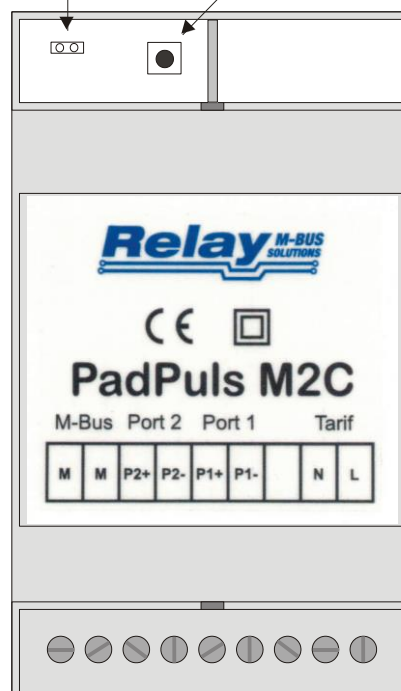 Relay M-BUS
SOLUTIONS
CE
PadPuls M2C
M-Bus Port 2 Port 1 Tarif
M M P2+ P2- P1+ P1- N L